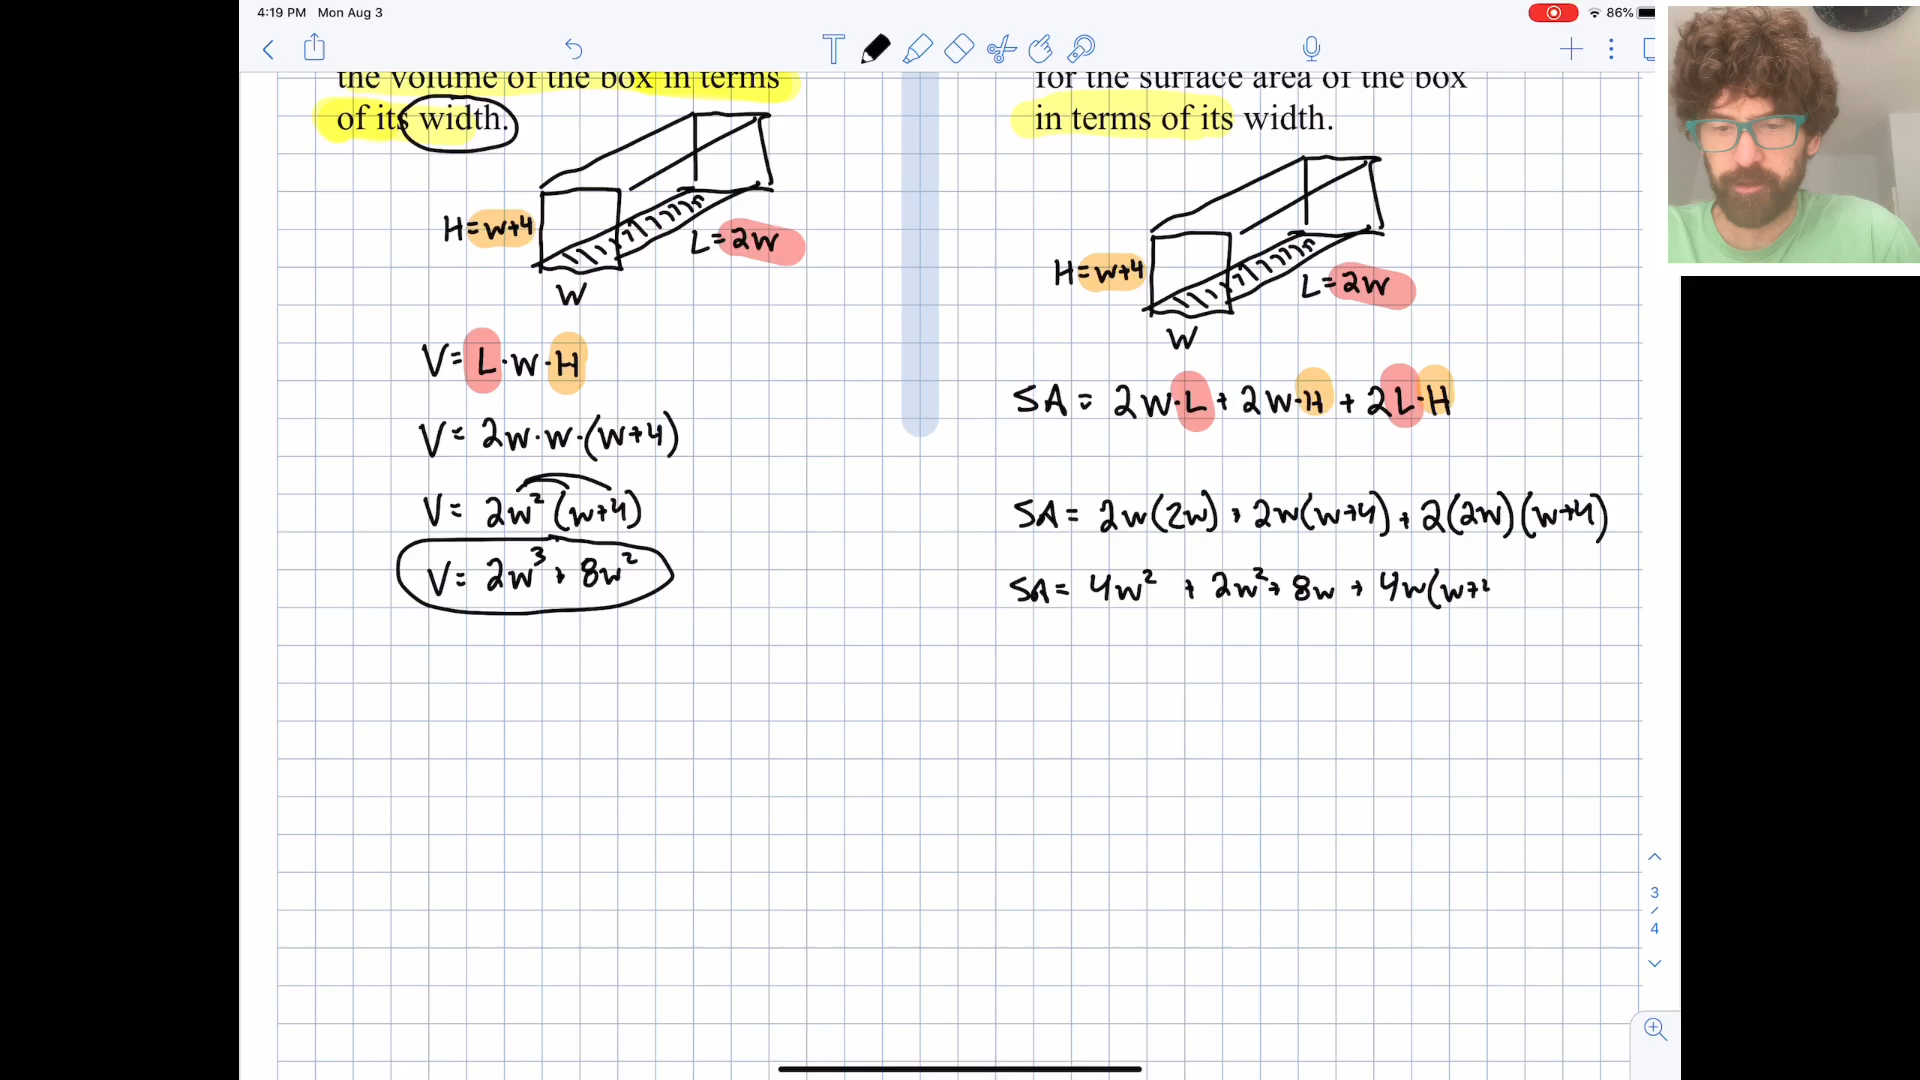 4:19 PM Mon Aug 3
86%
the volume of the box in terms
of its width.
H=w+4
L=2w
W
V= L·w·H
V= 2w·w·(w+4)
V= 2w²(w+4)
V= 2w³+8w²
for the surface area of the box
in terms of its width.
H=w+4
L=2w
W
SA= 2w·L+2w·H+2L·H
SA= 2w(2w)+2w(w+4)+2(2w)(w+4)
SA= 4w² + 2w²+8w + 4w(w+
3
/
4